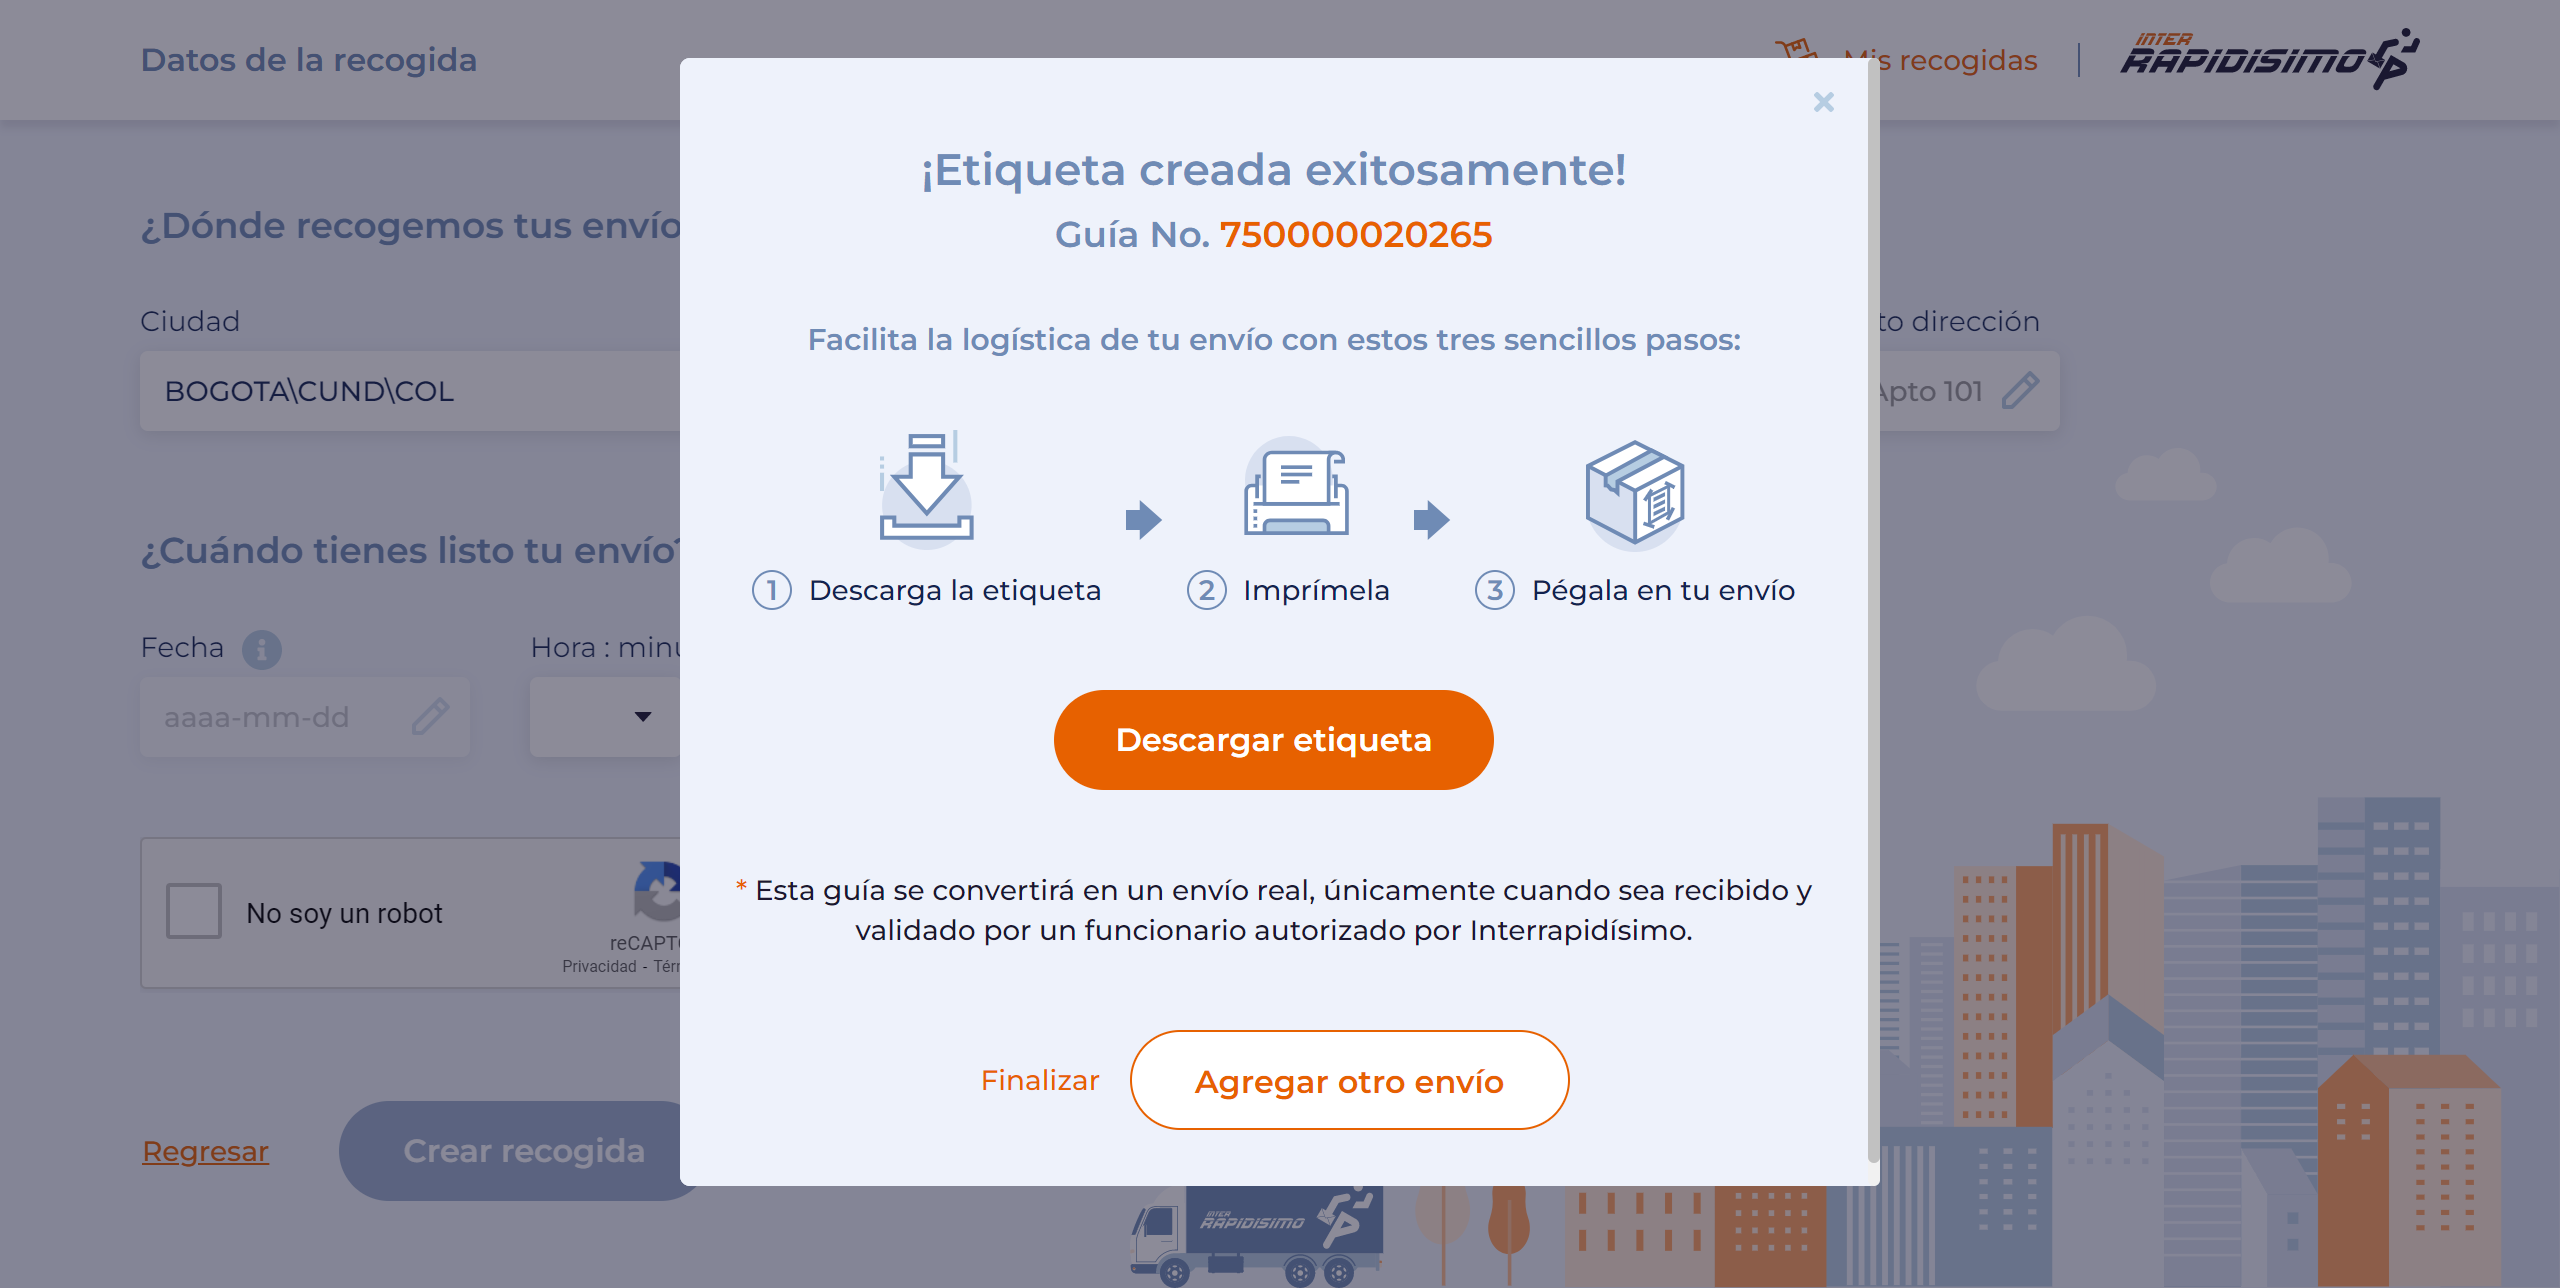 Datos de la recogida
Mis recogidas
INTER
RAPIDISIMO
¡Etiqueta creada exitosamente!
¿Dónde recogemos tus envío
Guía No. 750000020265
Ciudad
to dirección
Facilita la logística de tu envío con estos tres sencillos pasos:
BOGOTA\CUND\COL
Apto 101
¿Cuándo tienes listo tu envío?
1 Descarga la etiqueta
2 Imprímela
3 Pégala en tu envío
Fecha
Hora : minu
aaaa-mm-dd
Descargar etiqueta
* Esta guía se convertirá en un envío real, únicamente cuando sea recibido y
validado por un funcionario autorizado por Interrapidísimo.
No soy un robot
reCAPTC
Privacidad - Térr
Finalizar
Agregar otro envío
Regresar
Crear recogida
INTER
RAPIDISIMO